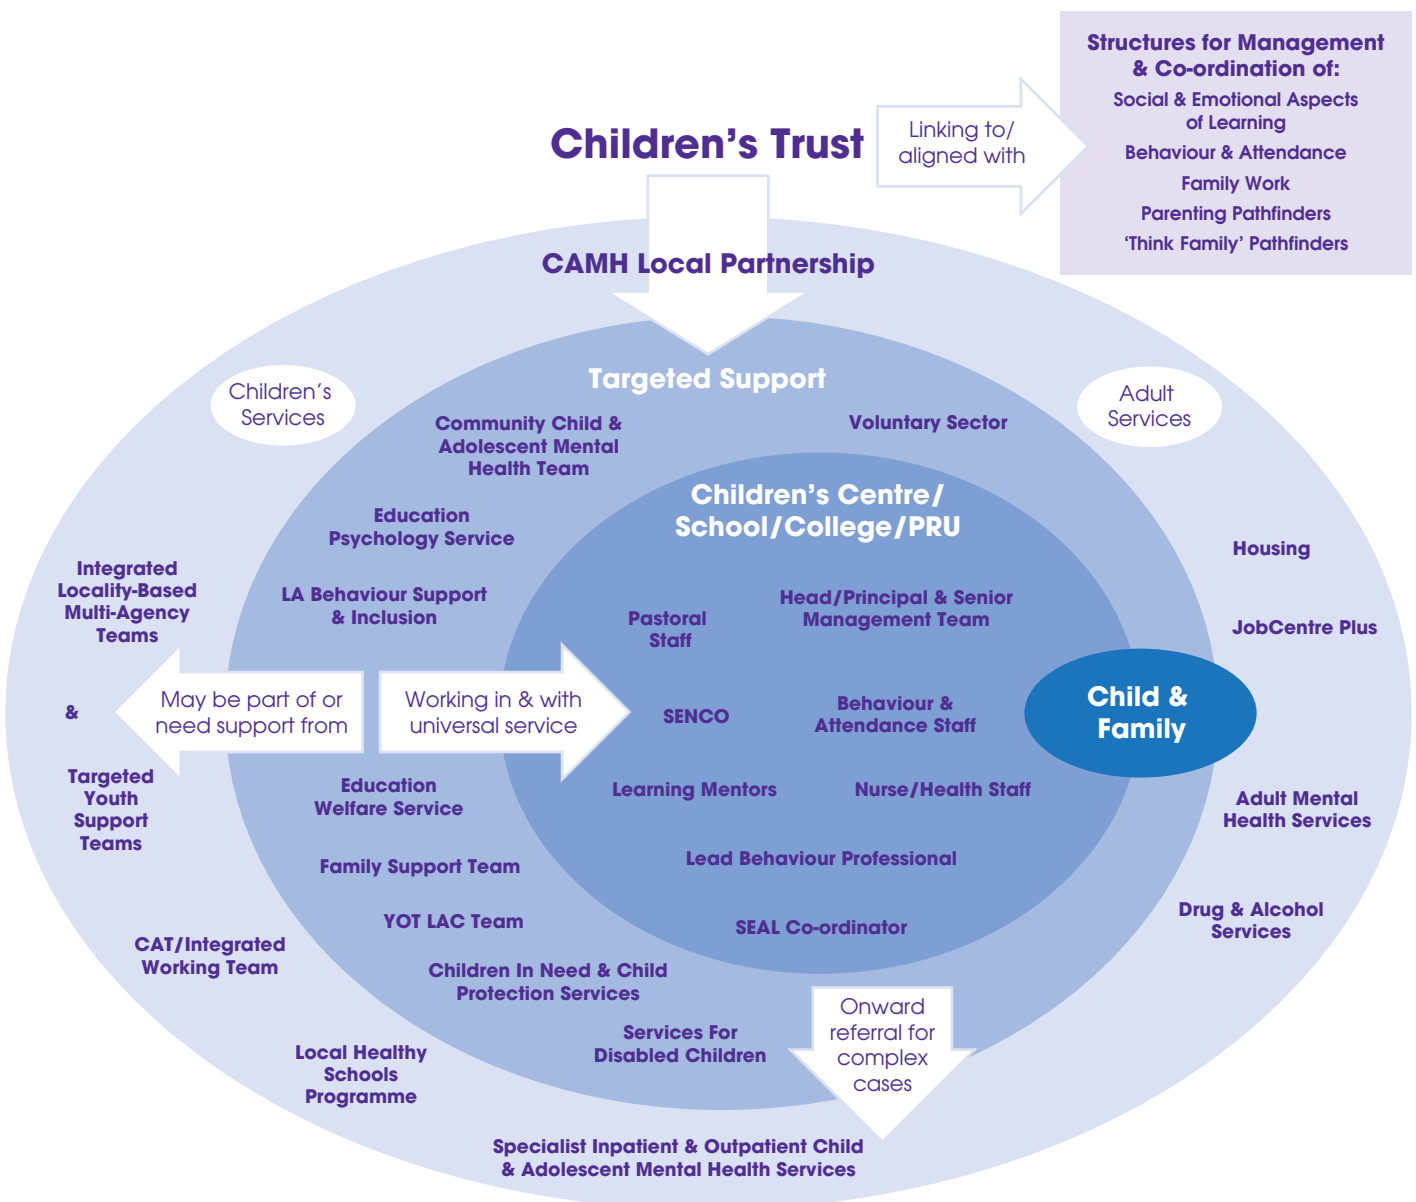 Structures for Management
& Co-ordination of:
Social & Emotional Aspects
of Learning
Behaviour & Attendance
Family Work
Parenting Pathfinders
‘Think Family’ Pathfinders
Children’s Trust
Linking to/
aligned with
CAMH Local Partnership
Targeted Support
Children’s
Services
Adult
Services
Community Child &
Adolescent Mental
Health Team
Voluntary Sector
Children’s Centre/
School/College/PRU
Education
Psychology Service
Housing
Integrated
Locality-Based
Multi-Agency
Teams
LA Behaviour Support
& Inclusion
Pastoral
Staff
Head/Principal & Senior
Management Team
JobCentre Plus
&
May be part of or
need support from
Working in & with
universal service
SENCO
Behaviour &
Attendance Staff
Child &
Family
Targeted
Youth
Support
Teams
Education
Welfare Service
Learning Mentors
Nurse/Health Staff
Adult Mental
Health Services
Family Support Team
Lead Behaviour Professional
YOT LAC Team
SEAL Co-ordinator
Drug & Alcohol
Services
CAT/Integrated
Working Team
Children In Need & Child
Protection Services
Onward
referral for
complex
cases
Services For
Disabled Children
Local Healthy
Schools
Programme
Specialist Inpatient & Outpatient Child
& Adolescent Mental Health Services